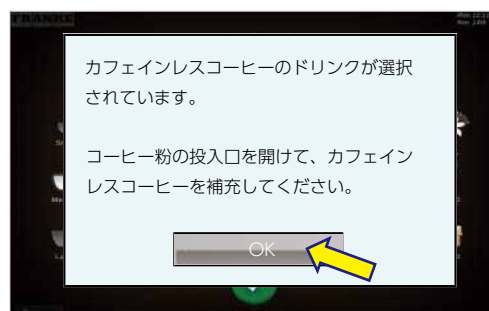 FRANKE
カフェインレスコーヒーのドリンクが選択
されています。
コーヒー粉の投入口を開けて、カフェイン
レスコーヒーを補充してください。
OK